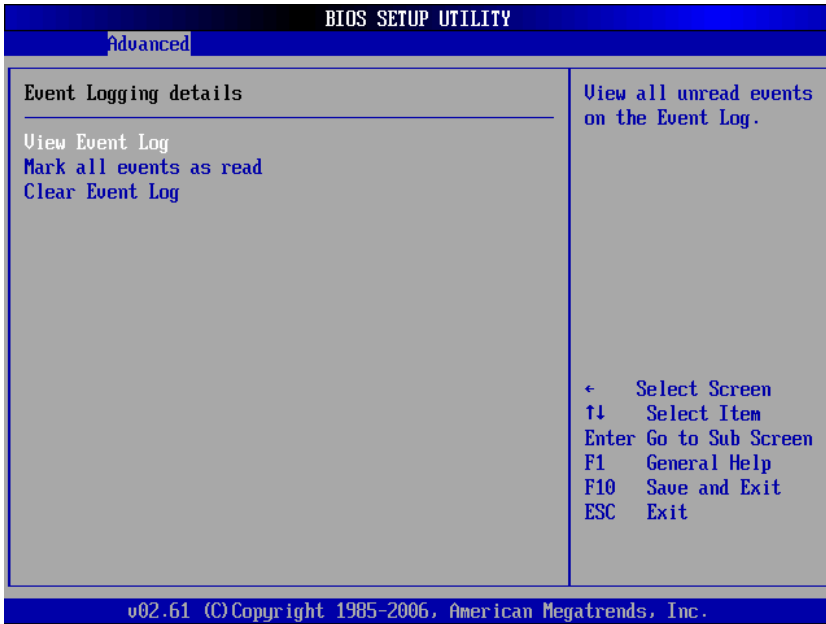 BIOS SETUP UTILITY
Advanced
Event Logging details
View Event Log
Mark all events as read
Clear Event Log
View all unread events
on the Event Log.
← Select Screen
↑↓ Select Item
Enter Go to Sub Screen
F1 General Help
F10 Save and Exit
ESC Exit
v02.61 (C)Copyright 1985-2006, American Megatrends, Inc.